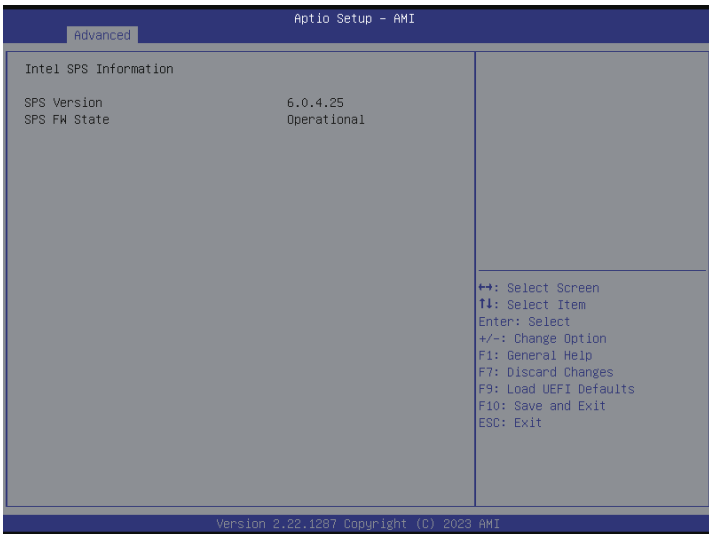 Aptio Setup - AMI
Advanced
Intel SPS Information
SPS Version 6.0.4.25
SPS FW State Operational
↔: Select Screen
↑↓: Select Item
Enter: Select
+/-: Change Option
F1: General Help
F7: Discard Changes
F9: Load UEFI Defaults
F10: Save and Exit
ESC: Exit
Version 2.22.1287 Copyright (C) 2023 AMI